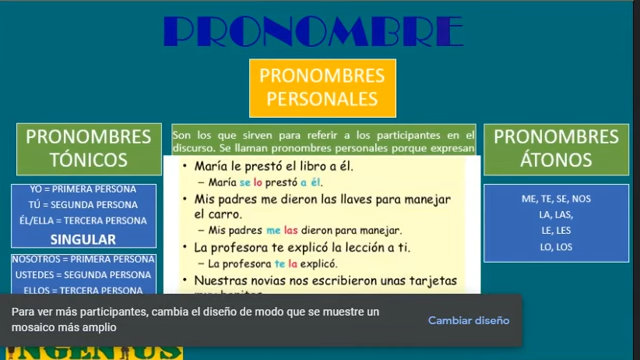 PRONOMBRE
PRONOMBRES
PERSONALES
PRONOMBRES
TÓNICOS
YO = PRIMERA PERSONA
TÚ = SEGUNDA PERSONA
ÉL/ELLA = TERCERA PERSONA
SINGULAR
NOSOTROS = PRIMERA PERSONA
USTEDES = SEGUNDA PERSONA
ELLOS = TERCERA PERSONA
Son los que sirven para referir a los participantes en el
discurso. Se llaman pronombres personales porque expresan
• María le prestó el libro a él.
– María se lo prestó a él.
• Mis padres me dieron las llaves para manejar
el carro.
– Mis padres me las dieron para manejar.
• La profesora te explicó la lección a ti.
– La profesora te la explicó.
• Nuestras novias nos escribieron unas tarjetas
PRONOMBRES
ÁTONOS
ME, TE, SE, NOS
LA, LAS,
LE, LES
LO, LOS
Para ver más participantes, cambia el diseño de modo que se muestre un
mosaico más amplio
Cambiar diseño